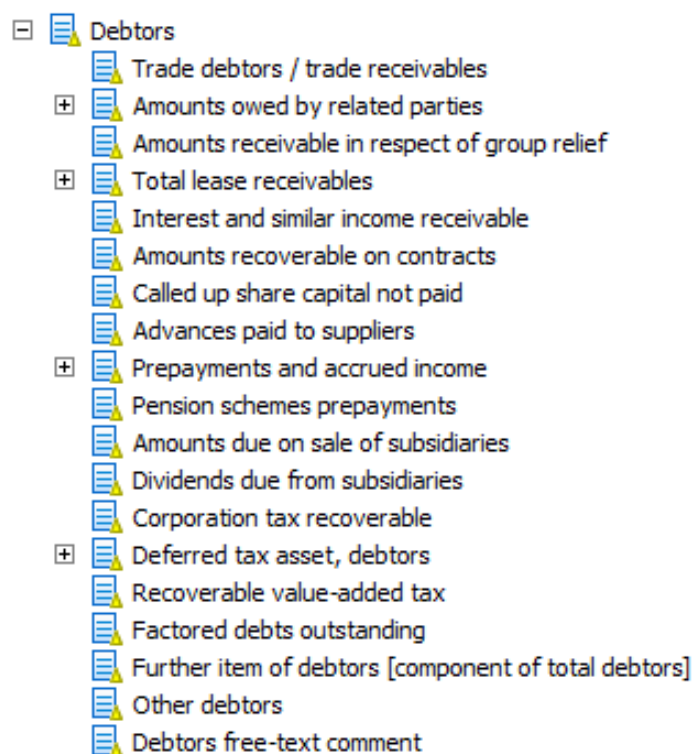 Debtors
Trade debtors / trade receivables
Amounts owed by related parties
Amounts receivable in respect of group relief
Total lease receivables
Interest and similar income receivable
Amounts recoverable on contracts
Called up share capital not paid
Advances paid to suppliers
Prepayments and accrued income
Pension schemes prepayments
Amounts due on sale of subsidiaries
Dividends due from subsidiaries
Corporation tax recoverable
Deferred tax asset, debtors
Recoverable value-added tax
Factored debts outstanding
Further item of debtors [component of total debtors]
Other debtors
Debtors free-text comment